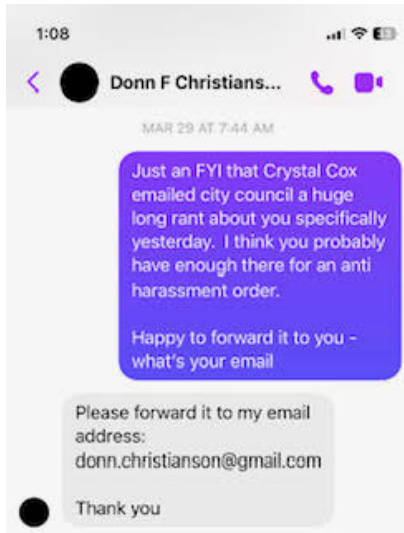 1:08
Donn F Christians...
MAR 29 AT 7:44 AM
Just an FYI that Crystal Cox
emailed city council a huge
long rant about you specifically
yesterday. I think you probably
have enough there for an anti
harassment order.
Happy to forward it to you -
what's your email
Please forward it to my email
address:
donn.christianson@gmail.com
Thank you